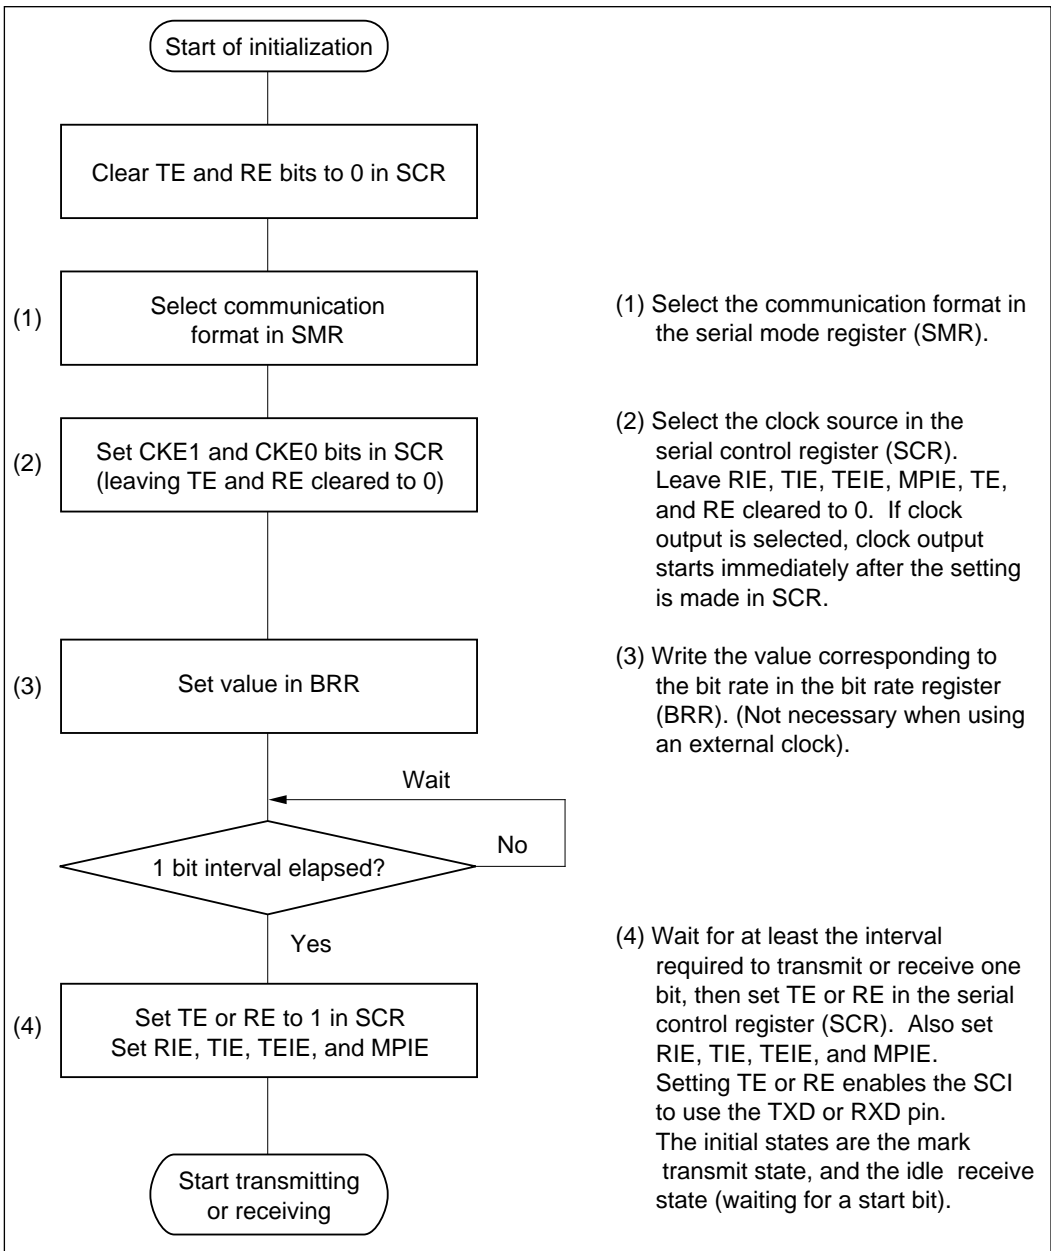 Start of initialization
Clear TE and RE bits to 0 in SCR
(1)
Select communication
format in SMR
(1) Select the communication format in
the serial mode register (SMR).
(2)
Set CKE1 and CKE0 bits in SCR
(leaving TE and RE cleared to 0)
(2) Select the clock source in the
serial control register (SCR).
Leave RIE, TIE, TEIE, MPIE, TE,
and RE cleared to 0.  If clock
output is selected, clock output
starts immediately after the setting
is made in SCR.
(3)
Set value in BRR
(3) Write the value corresponding to
the bit rate in the bit rate register
(BRR). (Not necessary when using
an external clock).
Wait
1 bit interval elapsed?
No
Yes
(4)
Set TE or RE to 1 in SCR
Set RIE, TIE, TEIE, and MPIE
(4) Wait for at least the interval
required to transmit or receive one
bit, then set TE or RE in the serial
control register (SCR).  Also set
RIE, TIE, TEIE, and MPIE.
Setting TE or RE enables the SCI
to use the TXD or RXD pin.
The initial states are the mark
transmit state, and the idle  receive
state (waiting for a start bit).
Start transmitting
or receiving